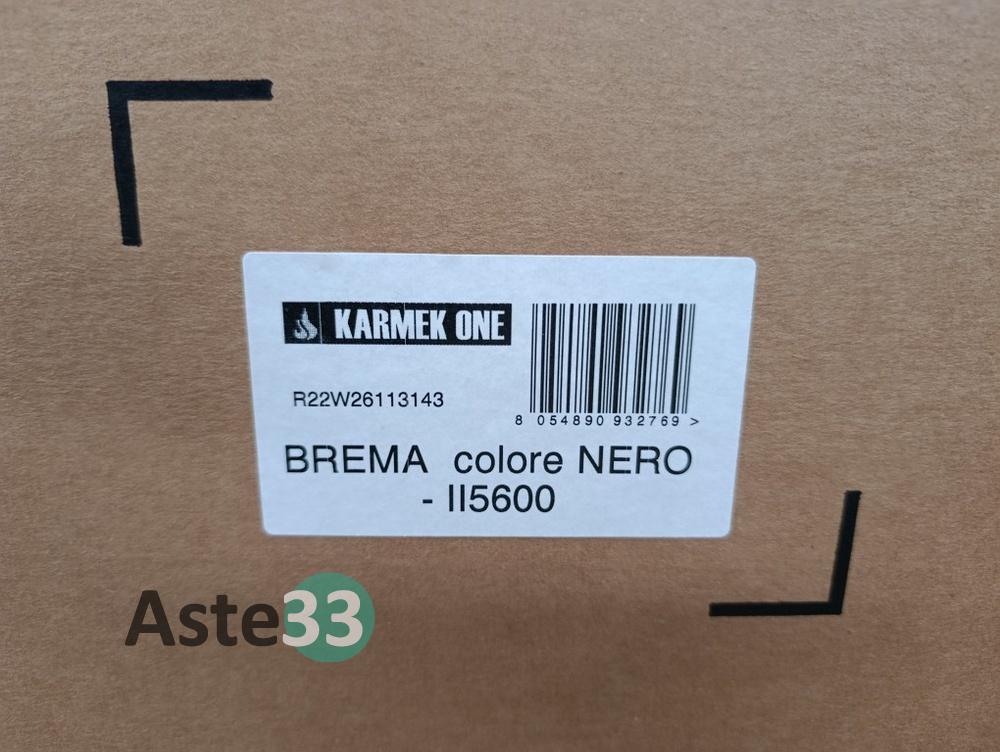 KARMEK ONE
R22W26113143
8 054890 932769 >
BREMA colore NERO
- II5600
Aste33